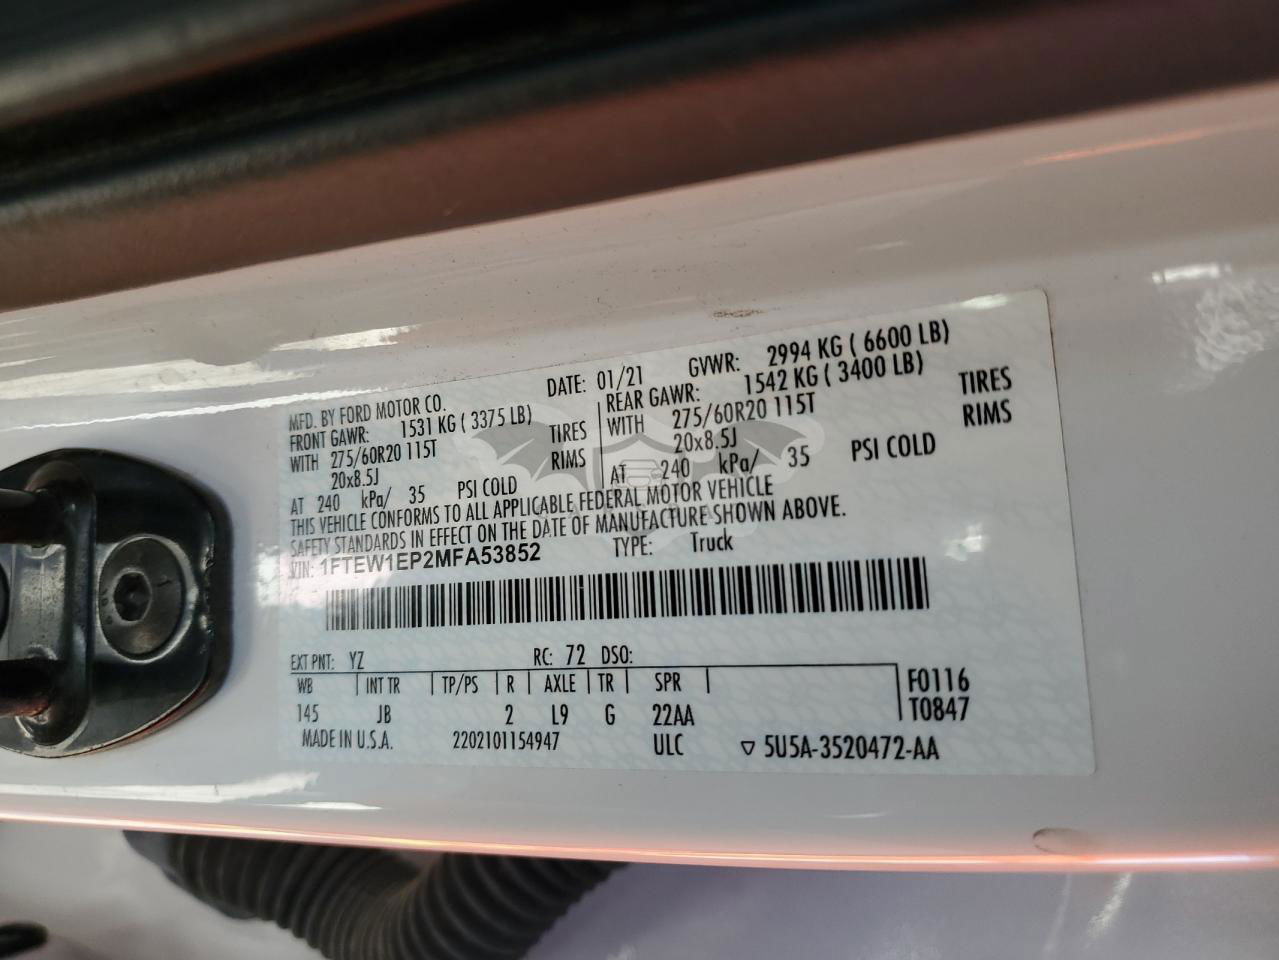 MFD. BY FORD MOTOR CO. DATE: 01/21 GVWR: 2994 KG ( 6600 LB)
FRONT GAWR: 1531 KG ( 3375 LB) REAR GAWR: 1542 KG ( 3400 LB)
WITH 275/60R20 115T TIRES WITH 275/60R20 115T TIRES
20x8.5J RIMS 20x8.5J RIMS
AT 240 kPa/ 35 PSI COLD AT 240 kPa/ 35 PSI COLD
THIS VEHICLE CONFORMS TO ALL APPLICABLE FEDERAL MOTOR VEHICLE
SAFETY STANDARDS IN EFFECT ON THE DATE OF MANUFACTURE SHOWN ABOVE.
VIN: 1FTEW1EP2MFA53852 TYPE: Truck
EXT PNT: YZ RC: 72 DSO:
WB INT TR TP/PS R AXLE TR SPR F0116
145 JB 2 L9 G 22AA T0847
MADE IN U.S.A. 2202101154947 ULC ▽ 5U5A-3520472-AA